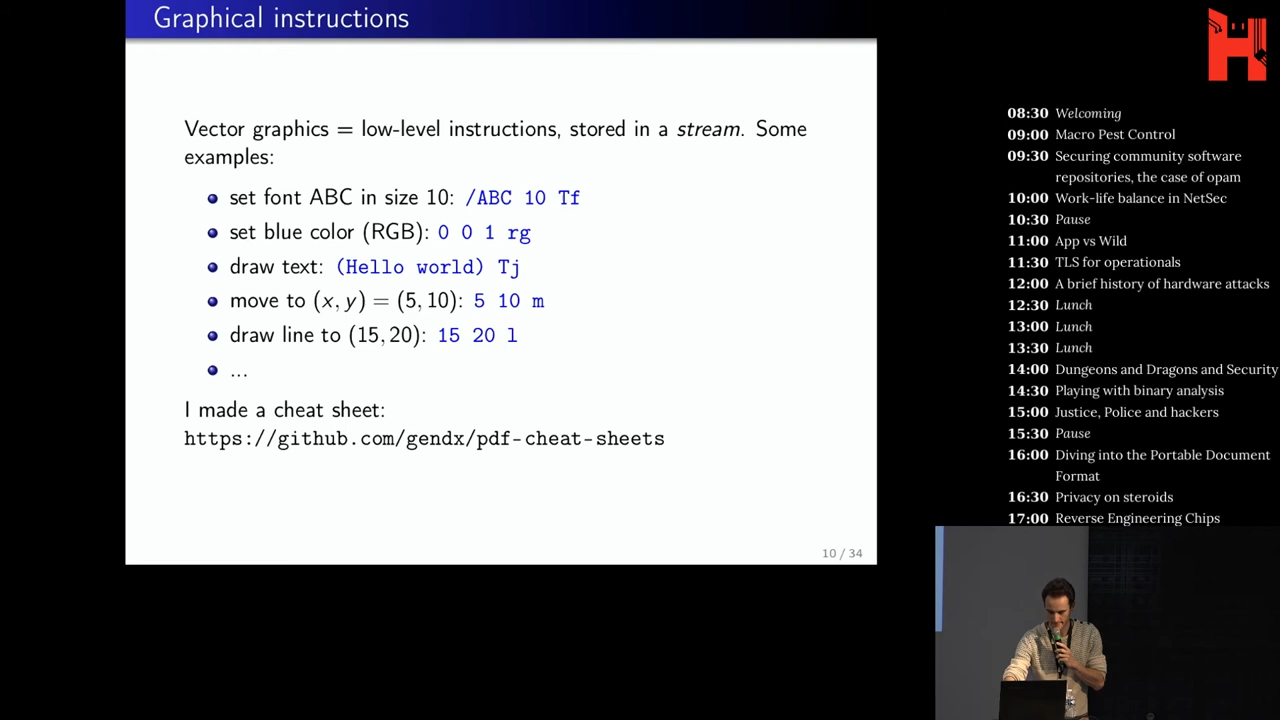 Graphical instructions
Vector graphics = low-level instructions, stored in a stream. Some
examples:
set font ABC in size 10: /ABC 10 Tf
set blue color (RGB): 0 0 1 rg
draw text: (Hello world) Tj
move to (x, y) = (5, 10): 5 10 m
draw line to (15, 20): 15 20 l
...
I made a cheat sheet:
https://github.com/gendx/pdf-cheat-sheets
10 / 34
08:30 Welcoming
09:00 Macro Pest Control
09:30 Securing community software
repositories, the case of opam
10:00 Work-life balance in NetSec
10:30 Pause
11:00 App vs Wild
11:30 TLS for operationals
12:00 A brief history of hardware attacks
12:30 Lunch
13:00 Lunch
13:30 Lunch
14:00 Dungeons and Dragons and Security
14:30 Playing with binary analysis
15:00 Justice, Police and hackers
15:30 Pause
16:00 Diving into the Portable Document
Format
16:30 Privacy on steroids
17:00 Reverse Engineering Chips